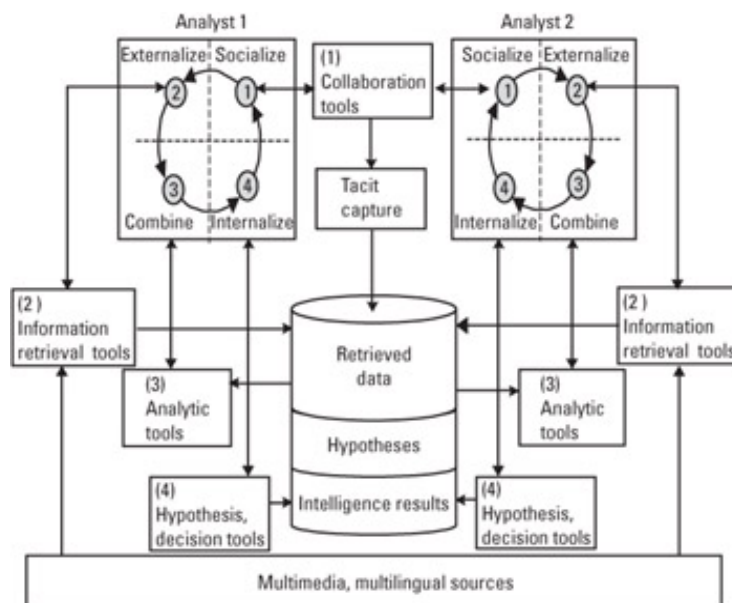 Analyst 1
Analyst 2
Externalize
Socialize
2
1
3
4
Combine
Internalize
(1)
Collaboration
tools
Socialize
Externalize
1
2
4
3
Internalize
Combine
Tacit
capture
(2 )
Information
retrieval tools
(2)
Information
retrieval tools
Retrieved
data
(3)
Analytic
tools
(3)
Analytic
tools
Hypotheses
(4)
Hypothesis,
decision tools
Intelligence results
(4)
Hypothesis,
decision tools
Multimedia, multilingual sources